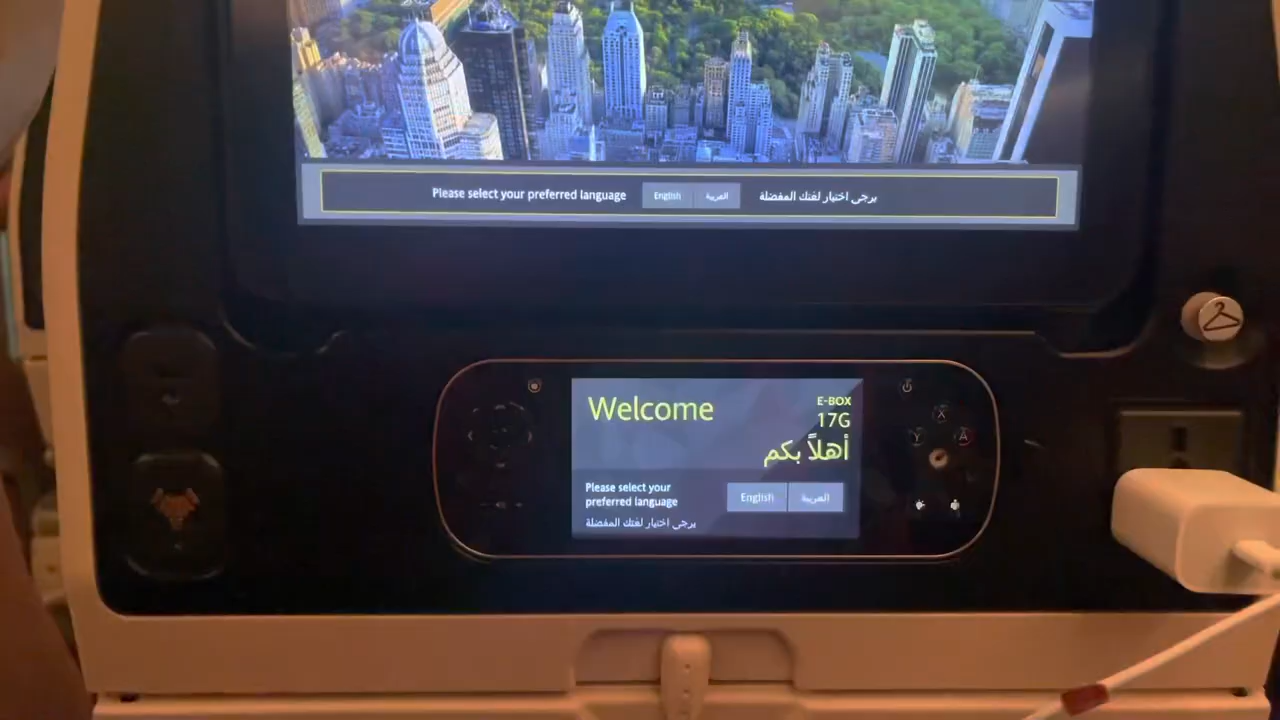 Please select your preferred language English العربية يرجى اختيار لغتك المفضلة
Welcome
E-BOX
17G
أهلاً بكم
Please select your
preferred language
English العربية
يرجى اختيار لغتك المفضلة
X
Y A